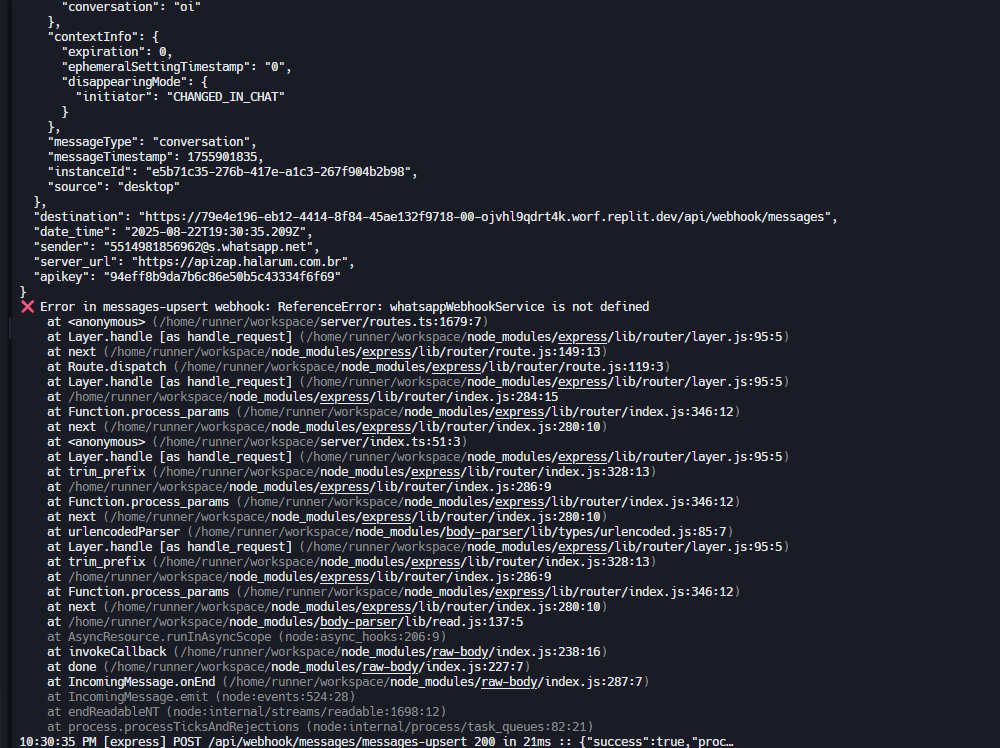 "conversation": "oi"
},
"contextInfo": {
"expiration": 0,
"ephemeralSettingTimestamp": "0",
"disappearingMode": {
"initiator": "CHANGED_IN_CHAT"
}
},
"messageType": "conversation",
"messageTimestamp": 1755901835,
"instanceId": "e5b71c35-276b-417e-a1c3-267f904b2b98",
"source": "desktop"
},
"destination": "https://79e4e196-eb12-4414-8f84-45ae132f9718-00-ojvhl9qdrt4k.worf.replit.dev/api/webhook/messages",
"date_time": "2025-08-22T19:30:35.209Z",
"sender": "5514981856962@s.whatsapp.net",
"server_url": "https://apizap.halarum.com.br",
"apikey": "94eff8b9da7b6c86e50b5c43334f6f69"
}
❌ Error in messages-upsert webhook: ReferenceError: whatsappWebhookService is not defined
at <anonymous> (/home/runner/workspace/server/routes.ts:1679:7)
at Layer.handle [as handle_request] (/home/runner/workspace/node_modules/express/lib/router/layer.js:95:5)
at next (/home/runner/workspace/node_modules/express/lib/router/route.js:149:13)
at Route.dispatch (/home/runner/workspace/node_modules/express/lib/router/route.js:119:3)
at Layer.handle [as handle_request] (/home/runner/workspace/node_modules/express/lib/router/layer.js:95:5)
at /home/runner/workspace/node_modules/express/lib/router/index.js:284:15
at Function.process_params (/home/runner/workspace/node_modules/express/lib/router/index.js:346:12)
at next (/home/runner/workspace/node_modules/express/lib/router/index.js:280:10)
at <anonymous> (/home/runner/workspace/server/index.ts:51:3)
at Layer.handle [as handle_request] (/home/runner/workspace/node_modules/express/lib/router/layer.js:95:5)
at trim_prefix (/home/runner/workspace/node_modules/express/lib/router/index.js:328:13)
at /home/runner/workspace/node_modules/express/lib/router/index.js:286:9
at Function.process_params (/home/runner/workspace/node_modules/express/lib/router/index.js:346:12)
at next (/home/runner/workspace/node_modules/express/lib/router/index.js:280:10)
at urlencodedParser (/home/runner/workspace/node_modules/body-parser/lib/types/urlencoded.js:85:7)
at Layer.handle [as handle_request] (/home/runner/workspace/node_modules/express/lib/router/layer.js:95:5)
at trim_prefix (/home/runner/workspace/node_modules/express/lib/router/index.js:328:13)
at /home/runner/workspace/node_modules/express/lib/router/index.js:286:9
at Function.process_params (/home/runner/workspace/node_modules/express/lib/router/index.js:346:12)
at next (/home/runner/workspace/node_modules/express/lib/router/index.js:280:10)
at /home/runner/workspace/node_modules/body-parser/lib/read.js:137:5
at AsyncResource.runInAsyncScope (node:async_hooks:206:9)
at invokeCallback (/home/runner/workspace/node_modules/raw-body/index.js:238:16)
at done (/home/runner/workspace/node_modules/raw-body/index.js:227:7)
at IncomingMessage.onEnd (/home/runner/workspace/node_modules/raw-body/index.js:287:7)
at IncomingMessage.emit (node:events:524:28)
at endReadableNT (node:internal/streams/readable:1698:12)
at process.processTicksAndRejections (node:internal/process/task_queues:82:21)
10:30:35 PM [express] POST /api/webhook/messages/messages-upsert 200 in 21ms :: {"success":true,"proc…